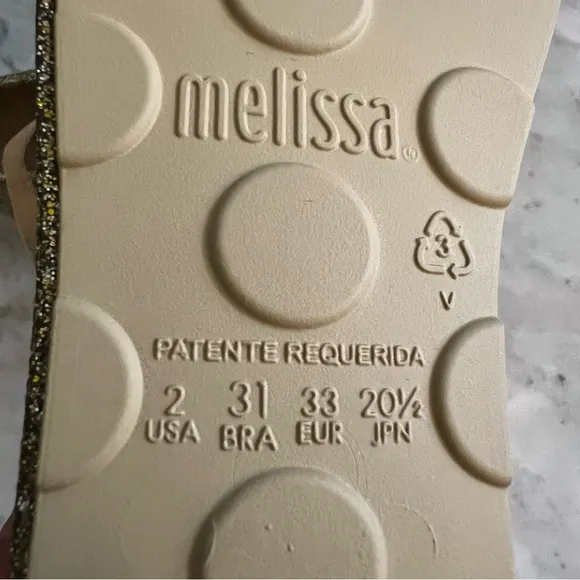 melissa®
3
V
PATENTE REQUERIDA
2 31 33 20½
USA BRA EUR JPN